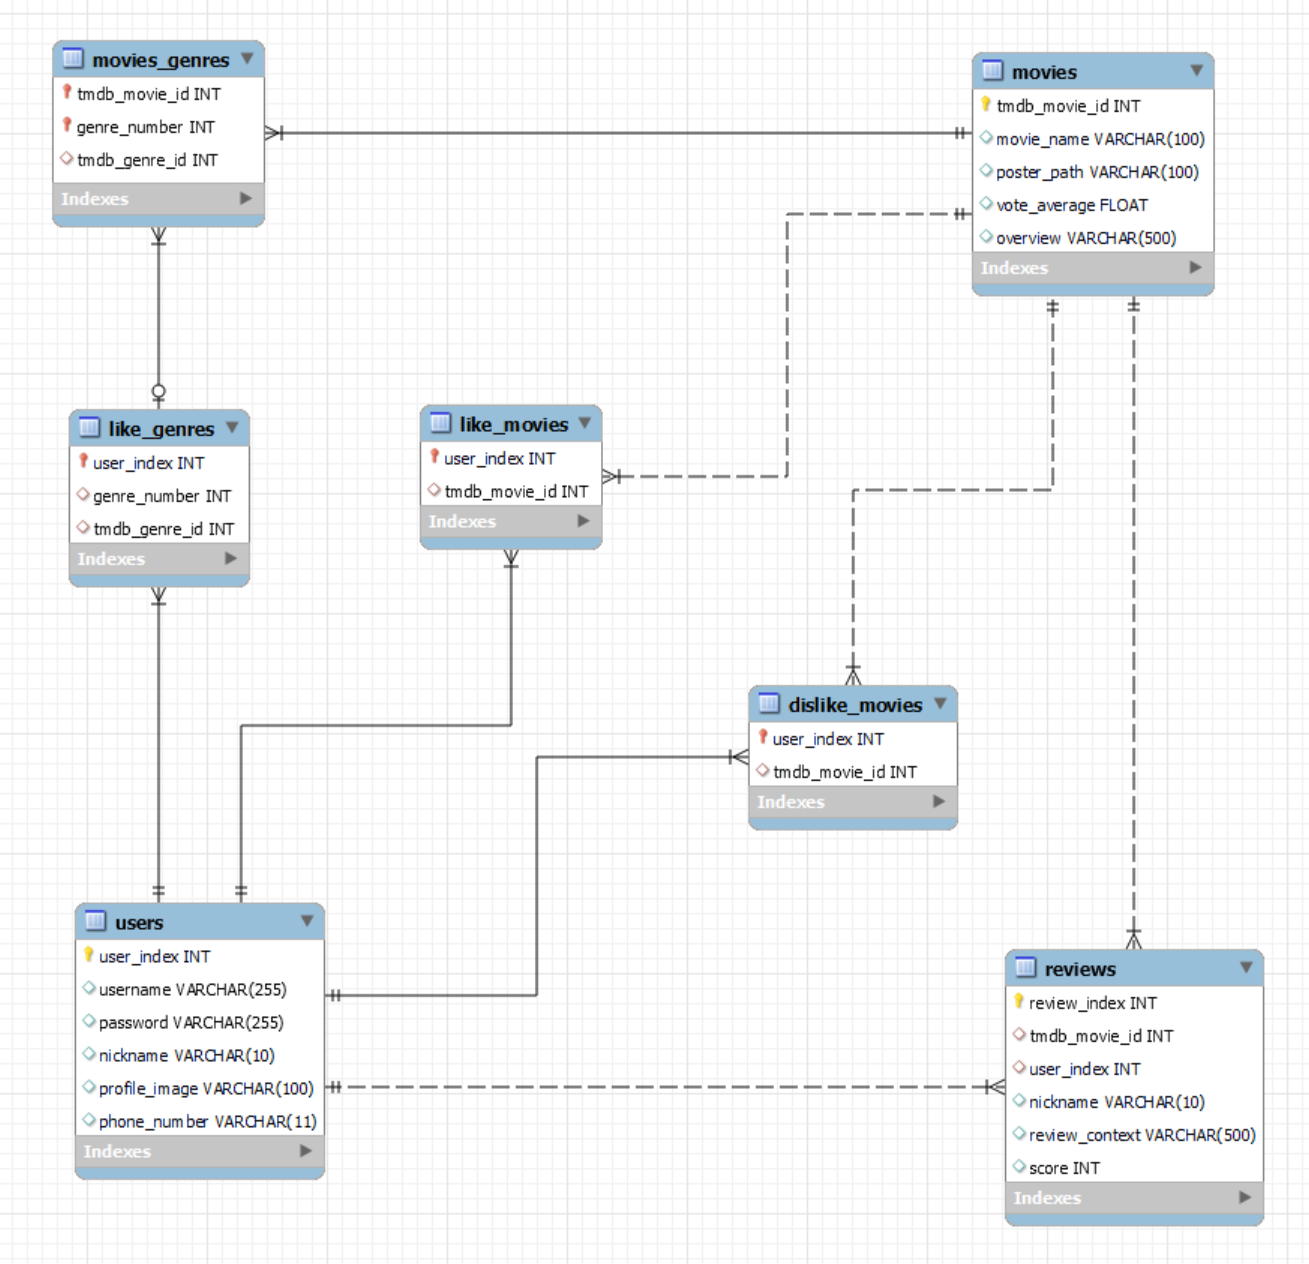 movies_genres
tmdb_movie_id INT
genre_number INT
tmdb_genre_id INT
Indexes
movies
tmdb_movie_id INT
movie_name VARCHAR(100)
poster_path VARCHAR(100)
vote_average FLOAT
overview VARCHAR(500)
Indexes
like_genres
user_index INT
genre_number INT
tmdb_genre_id INT
Indexes
like_movies
user_index INT
tmdb_movie_id INT
Indexes
dislike_movies
user_index INT
tmdb_movie_id INT
Indexes
users
user_index INT
username VARCHAR(255)
password VARCHAR(255)
nickname VARCHAR(10)
profile_image VARCHAR(100)
phone_number VARCHAR(11)
Indexes
reviews
review_index INT
tmdb_movie_id INT
user_index INT
nickname VARCHAR(10)
review_context VARCHAR(500)
score INT
Indexes